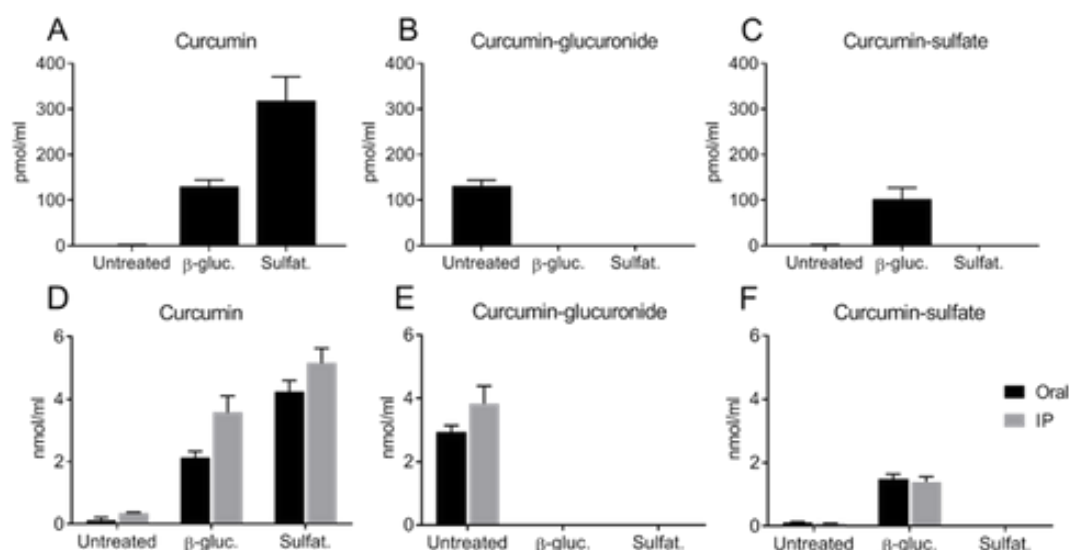 A
Curcumin
400
300
200
100
0
pmol/ml
Untreated
β-gluc.
Sulfat.
B
Curcumin-glucuronide
400
300
200
100
0
pmol/ml
Untreated
β-gluc.
Sulfat.
C
Curcumin-sulfate
400
300
200
100
0
pmol/ml
Untreated
β-gluc.
Sulfat.
D
Curcumin
6
4
2
0
nmol/ml
Untreated
β-gluc.
Sulfat.
E
Curcumin-glucuronide
6
4
2
0
nmol/ml
Untreated
β-gluc.
Sulfat.
F
Curcumin-sulfate
6
4
2
0
nmol/ml
Untreated
β-gluc.
Sulfat.
Oral
IP